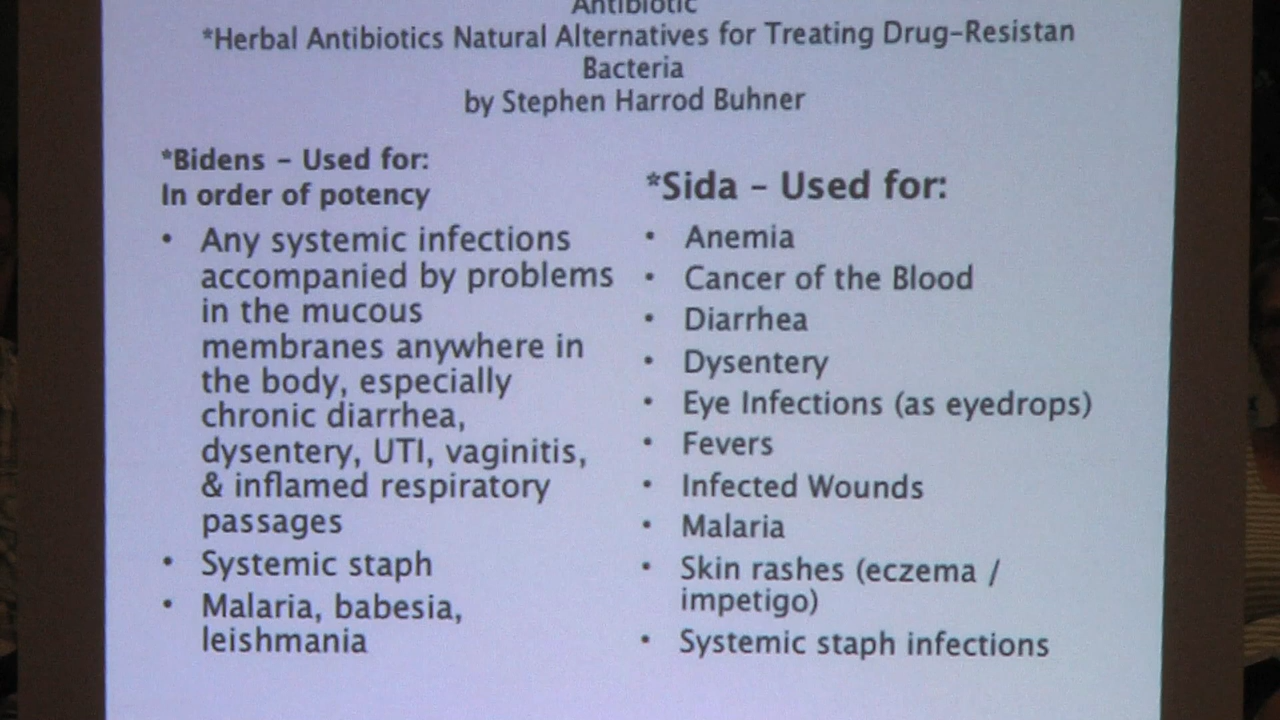 Antibiotic
*Herbal Antibiotics Natural Alternatives for Treating Drug-Resistan
Bacteria
by Stephen Harrod Buhner
*Bidens - Used for:
In order of potency
• Any systemic infections
accompanied by problems
in the mucous
membranes anywhere in
the body, especially
chronic diarrhea,
dysentery, UTI, vaginitis,
& inflamed respiratory
passages
• Systemic staph
• Malaria, babesia,
leishmania
*Sida - Used for:
• Anemia
• Cancer of the Blood
• Diarrhea
• Dysentery
• Eye Infections (as eyedrops)
• Fevers
• Infected Wounds
• Malaria
• Skin rashes (eczema /
impetigo)
• Systemic staph infections